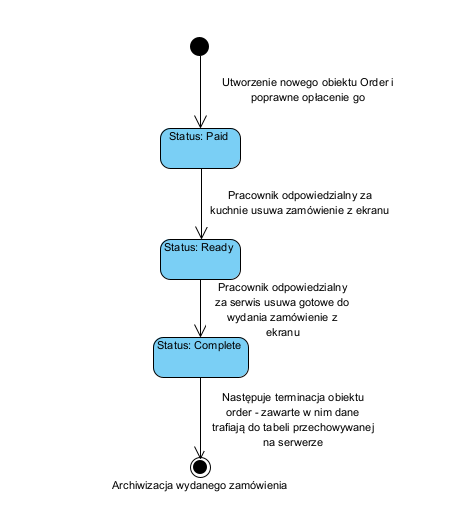 Utworzenie nowego obiektu Order i
poprawne opłacenie go
Status: Paid
Pracownik odpowiedzialny za
kuchnie usuwa zamówienie z ekranu
Status: Ready
Pracownik odpowiedzialny
za serwis usuwa gotowe do
wydania zamówienie z
ekranu
Status: Complete
Następuje terminacja obiektu
order - zawarte w nim dane
trafiają do tabeli przechowywanej
na serwerze
Archiwizacja wydanego zamówienia